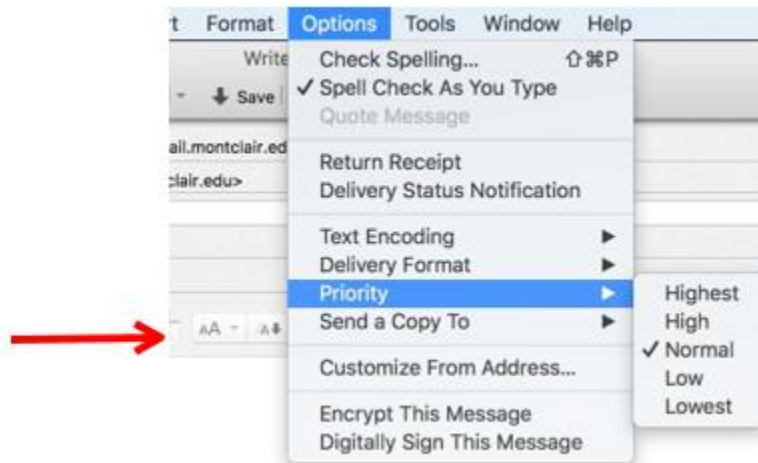 t Format Options Tools Window Help
Write
Save
ail.montclair.ed
clair.edu>
AA
A
Check Spelling... ⇧⌘P
✓ Spell Check As You Type
Quote Message
Return Receipt
Delivery Status Notification
Text Encoding ▶
Delivery Format ▶
Priority ▶
Send a Copy To ▶
Customize From Address...
Encrypt This Message
Digitally Sign This Message
Highest
High
✓ Normal
Low
Lowest